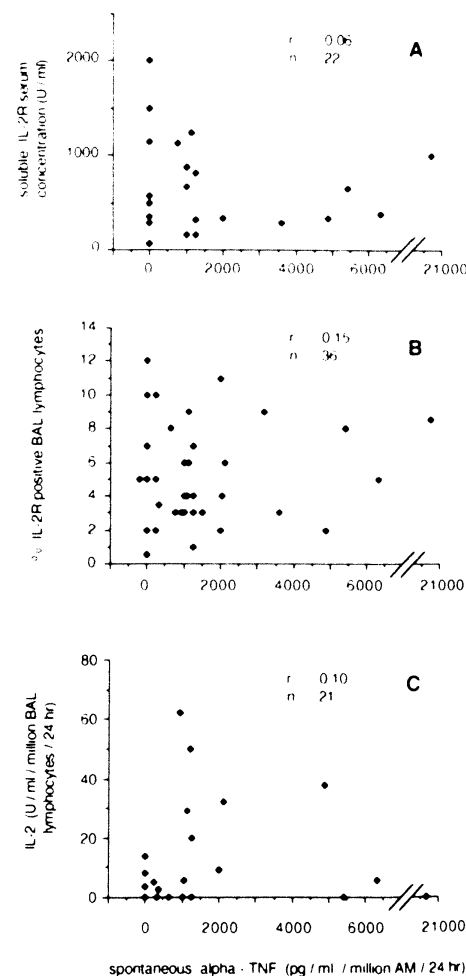 r 0.06
A
n 22
2000
1000
0
soluble IL-2R serum
concentration (U / ml)
0 2000 4000 6000 21000
r 0.15
B
n 36
14
12
10
8
6
4
2
0
% IL-2R positive BAL lymphocytes
0 2000 4000 6000 21000
r 0.10
C
n 21
80
60
40
20
0
IL-2 (U / ml / million BAL
lymphocytes / 24 hr)
0 2000 4000 6000 21000
spontaneous alpha - TNF (pg / ml / million AM / 24 hr)